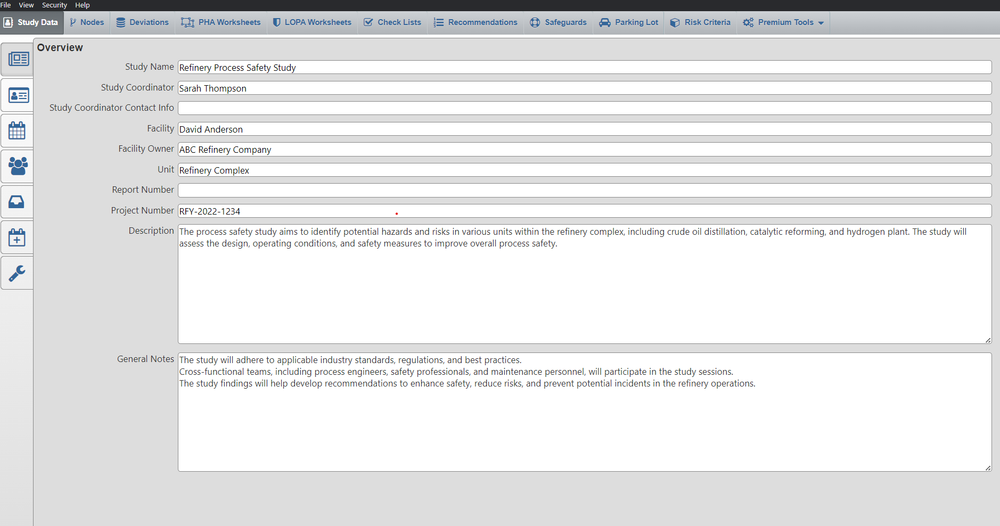 File View Security Help
Study Data Nodes Deviations PHA Worksheets LOPA Worksheets Check Lists Recommendations Safeguards Parking Lot Risk Criteria Premium Tools
Overview
Study Name Refinery Process Safety Study
Study Coordinator Sarah Thompson
Study Coordinator Contact Info
Facility David Anderson
Facility Owner ABC Refinery Company
Unit Refinery Complex
Report Number
Project Number RFY-2022-1234
Description The process safety study aims to identify potential hazards and risks in various units within the refinery complex, including crude oil distillation, catalytic reforming, and hydrogen plant. The study will
assess the design, operating conditions, and safety measures to improve overall process safety.
General Notes The study will adhere to applicable industry standards, regulations, and best practices.
Cross-functional teams, including process engineers, safety professionals, and maintenance personnel, will participate in the study sessions.
The study findings will help develop recommendations to enhance safety, reduce risks, and prevent potential incidents in the refinery operations.